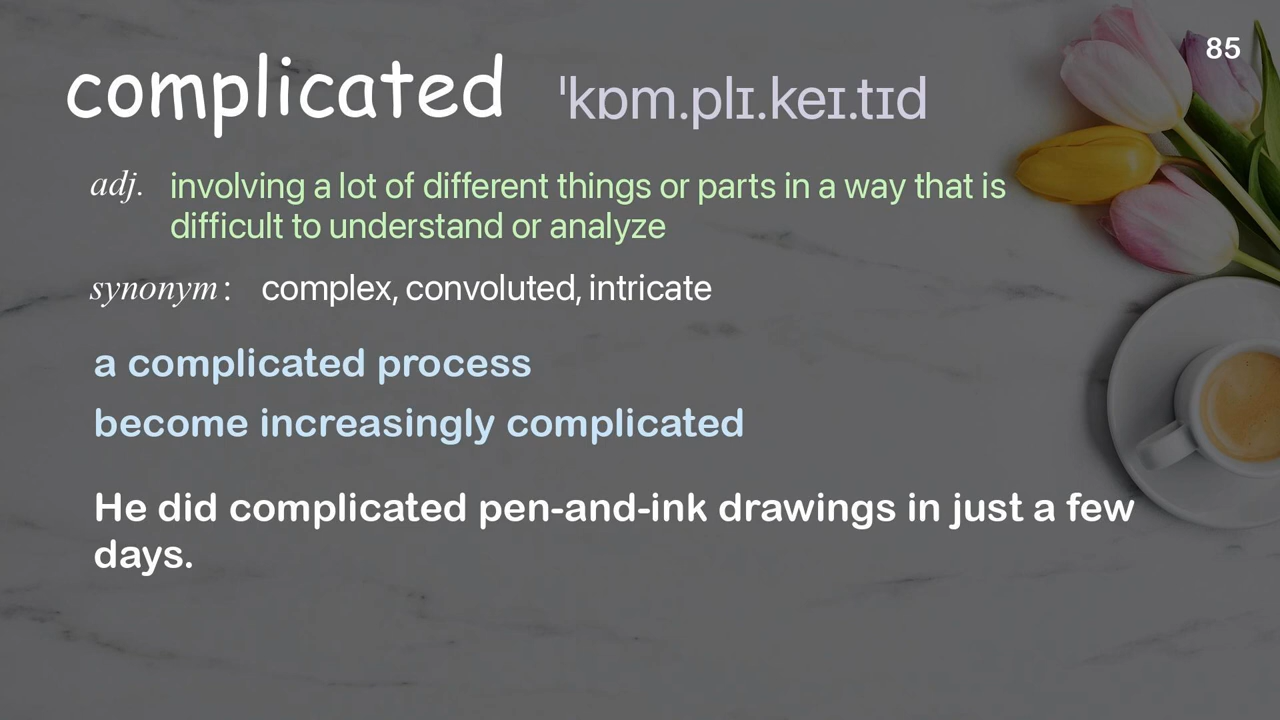 85
complicated ˈkɒm.plɪ.keɪ.tɪd
adj. involving a lot of different things or parts in a way that is
difficult to understand or analyze
synonym: complex, convoluted, intricate
a complicated process
become increasingly complicated
He did complicated pen-and-ink drawings in just a few
days.